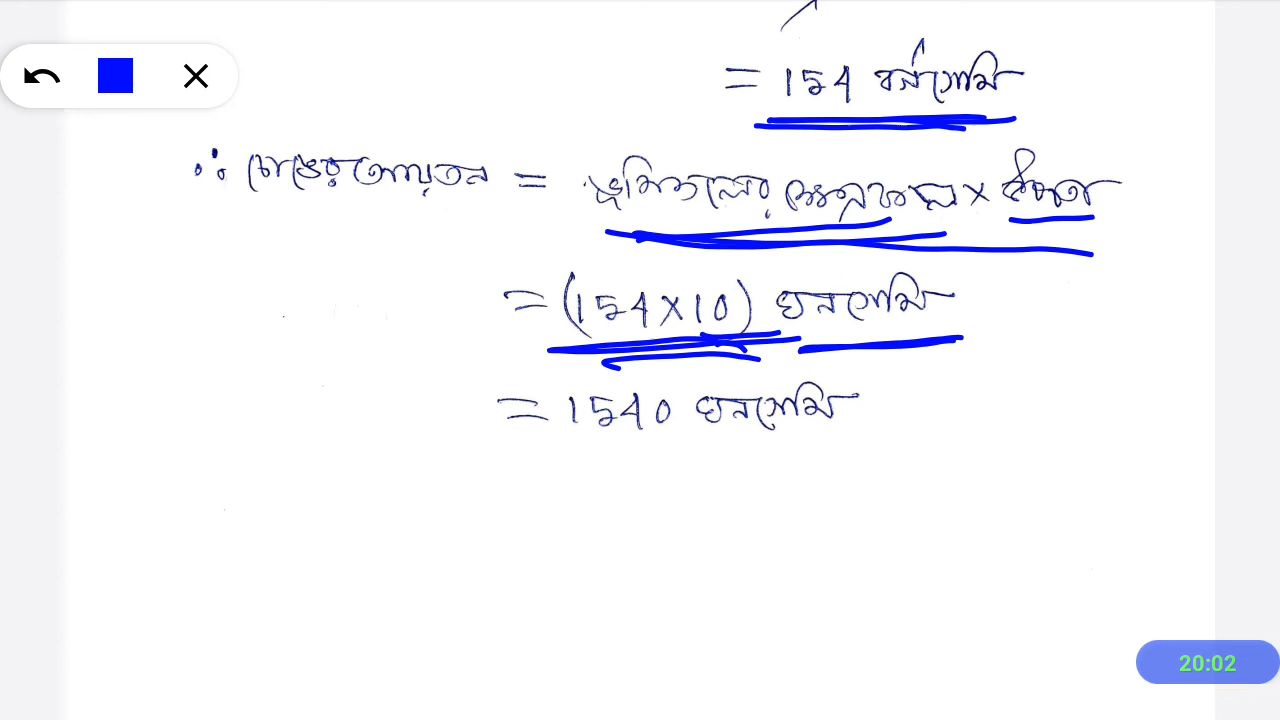 = 154 বর্গসেমি
∴ চোঙের আয়তন = ভূমিতলের ক্ষেত্রফল × উচ্চতা
= (154×10) ঘনসেমি
= 1540 ঘনসেমি
20:02